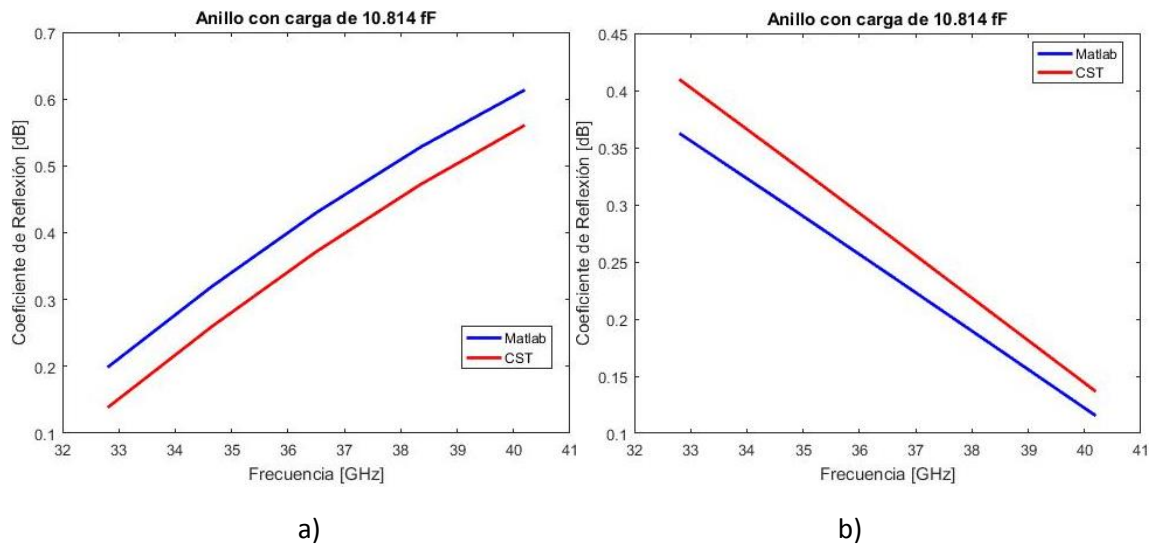 Anillo con carga de 10.814 fF
Coeficiente de Reflexión [dB]
0.7
0.6
0.5
0.4
0.3
0.2
0.1
Matlab
CST
32 33 34 35 36 37 38 39 40 41
Frecuencia [GHz]
a)
Anillo con carga de 10.814 fF
Coeficiente de Reflexión [dB]
0.45
0.4
0.35
0.3
0.25
0.2
0.15
0.1
Matlab
CST
32 33 34 35 36 37 38 39 40 41
Frecuencia [GHz]
b)